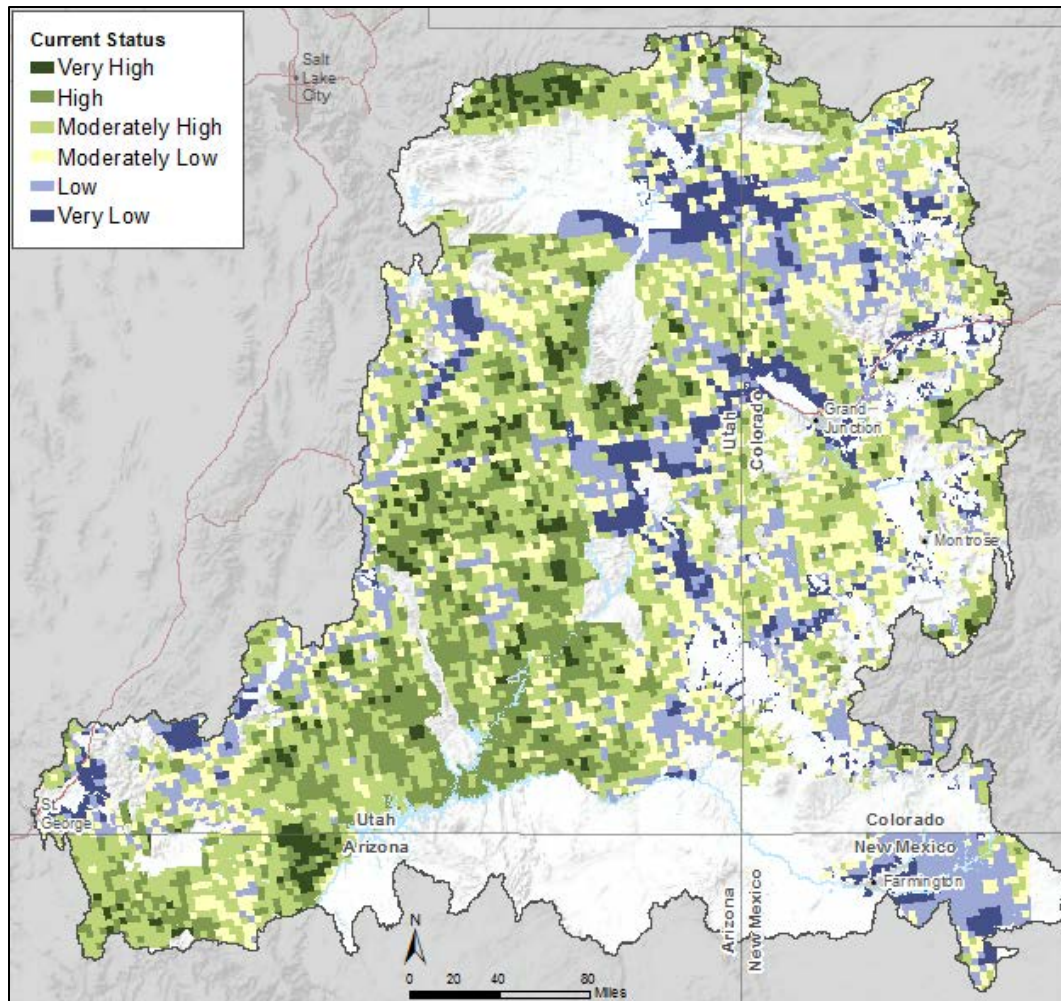 Current Status
Very High
High
Moderately High
Moderately Low
Low
Very Low
Salt
Lake
City
Utah
Colorado
Grand
Junction
Montrose
St.
George
Utah
Arizona
Colorado
New Mexico
Farmington
Arizona
New Mexico
N
0 20 40 80
Miles